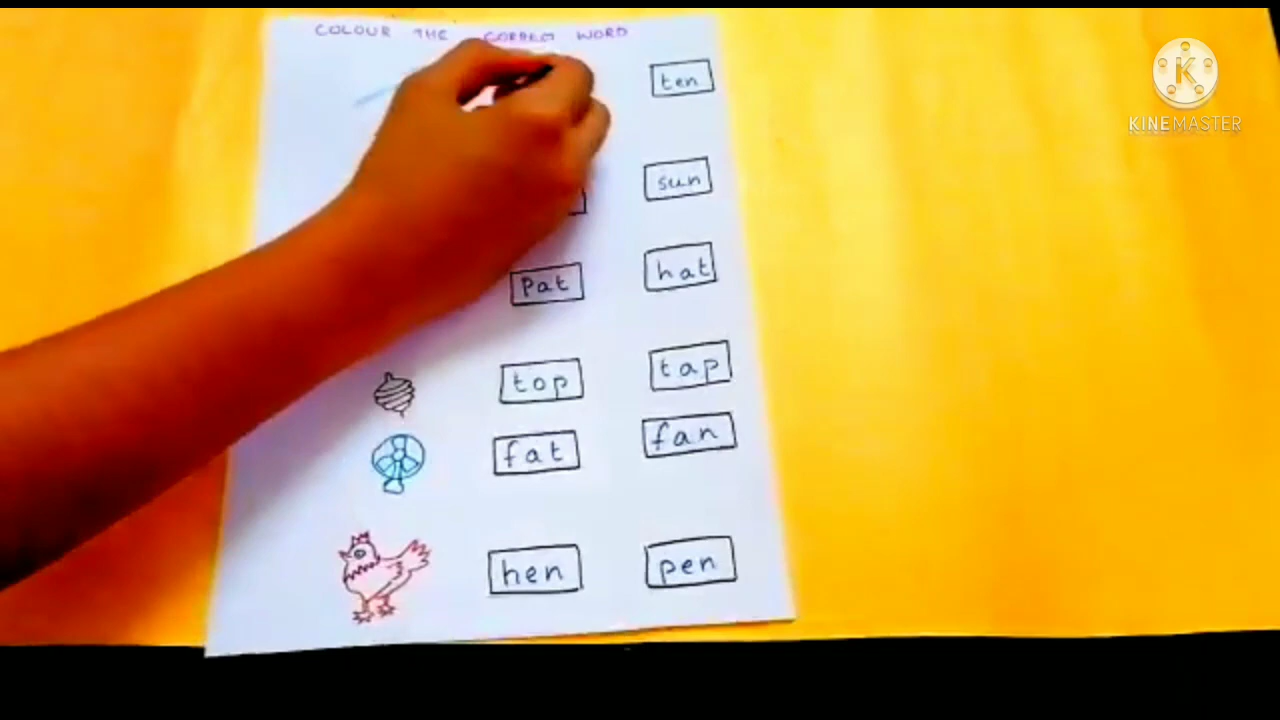 COLOUR THE CORRECT WORD
ten
sun
pat hat
top tap
fat fan
hen pen
K
KINEMASTER